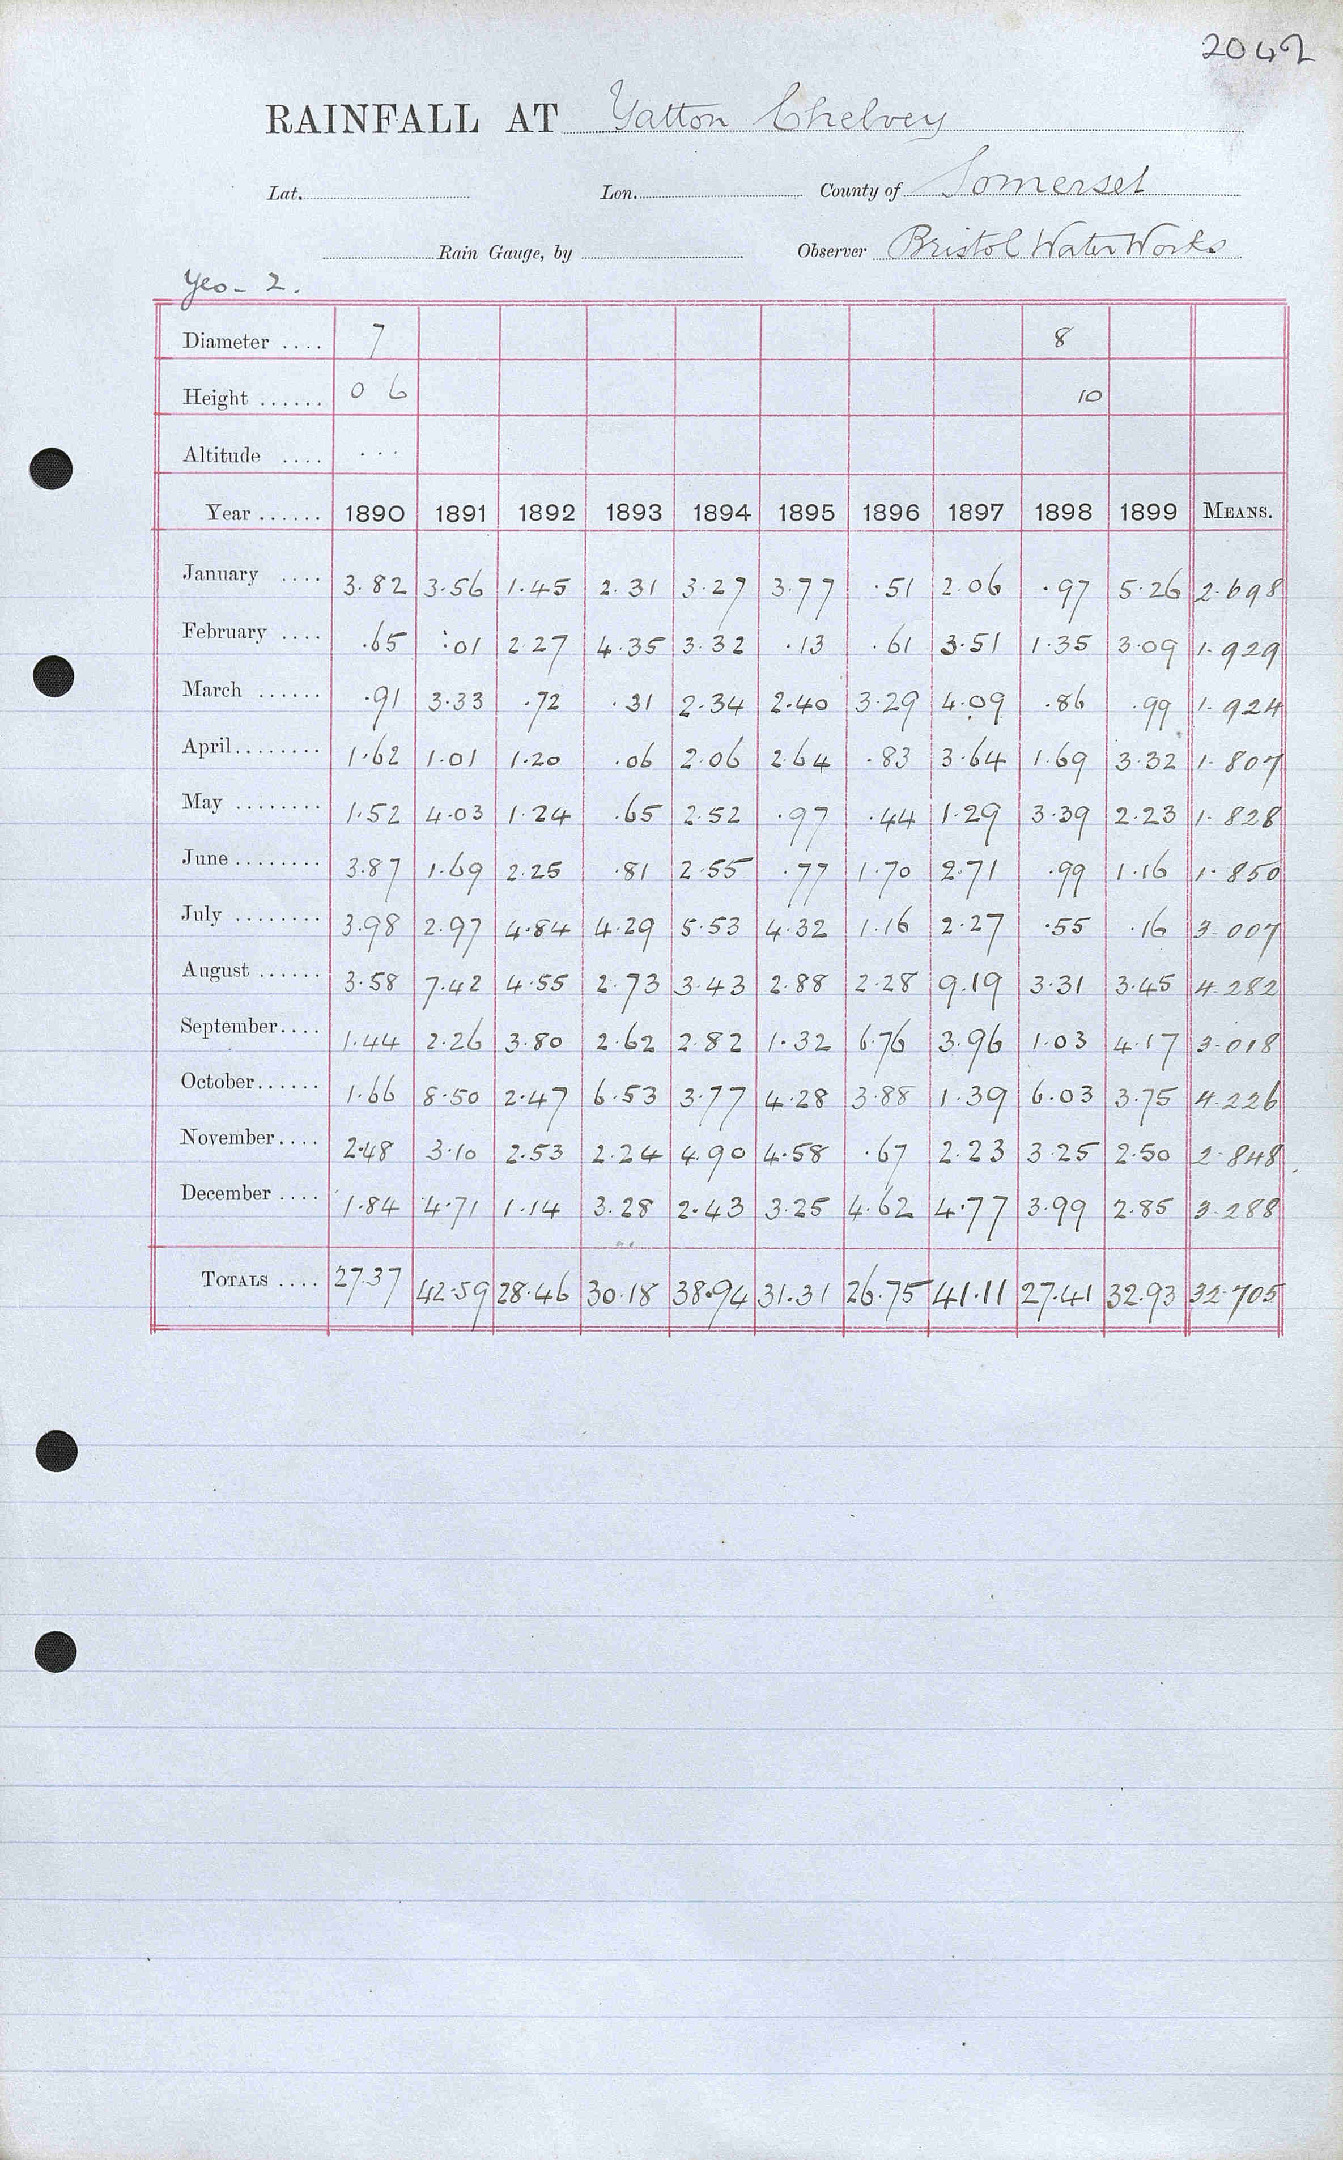 2042
RAINFALL AT Yatton Chelvey
Lat. Lon. County of Somerset
Rain Gauge, by Observer Bristol Water Works
Yeo - 2.
Diameter .... 7 8
Height ...... 0 6 10
Altitude .... ...
Year ...... 1890 1891 1892 1893 1894 1895 1896 1897 1898 1899 MEANS.
January .... 3.82 3.56 1.45 2.31 3.27 3.77 .51 2.06 .97 5.26 2.698
February .... .65 .01 2.27 4.35 3.32 .13 .61 3.51 1.35 3.09 1.929
March ...... .91 3.33 .72 .31 2.34 2.40 3.29 4.09 .86 .99 1.924
April ........ 1.62 1.01 1.20 .06 2.06 2.64 .83 3.64 1.69 3.32 1.807
May ........ 1.52 4.03 1.24 .65 2.52 .97 .44 1.29 3.39 2.23 1.828
June ........ 3.87 1.69 2.25 .81 2.55 .77 1.70 2.71 .99 1.16 1.850
July ........ 3.98 2.97 4.84 4.29 5.53 4.32 1.16 2.27 .55 .16 3.007
August ...... 3.58 7.42 4.55 2.73 3.43 2.88 2.28 9.19 3.31 3.45 4.282
September .... 1.44 2.26 3.80 2.62 2.82 1.32 6.76 3.96 1.03 4.17 3.018
October ...... 1.66 8.50 2.47 6.53 3.77 4.28 3.88 1.39 6.03 3.75 4.226
November .... 2.48 3.10 2.53 2.24 4.90 4.58 .67 2.23 3.25 2.50 2.848
December .... 1.84 4.71 1.14 3.28 2.43 3.25 4.62 4.77 3.99 2.85 3.288
TOTALS .... 27.37 42.59 28.46 30.18 38.94 31.31 26.75 41.11 27.41 32.93 32.705